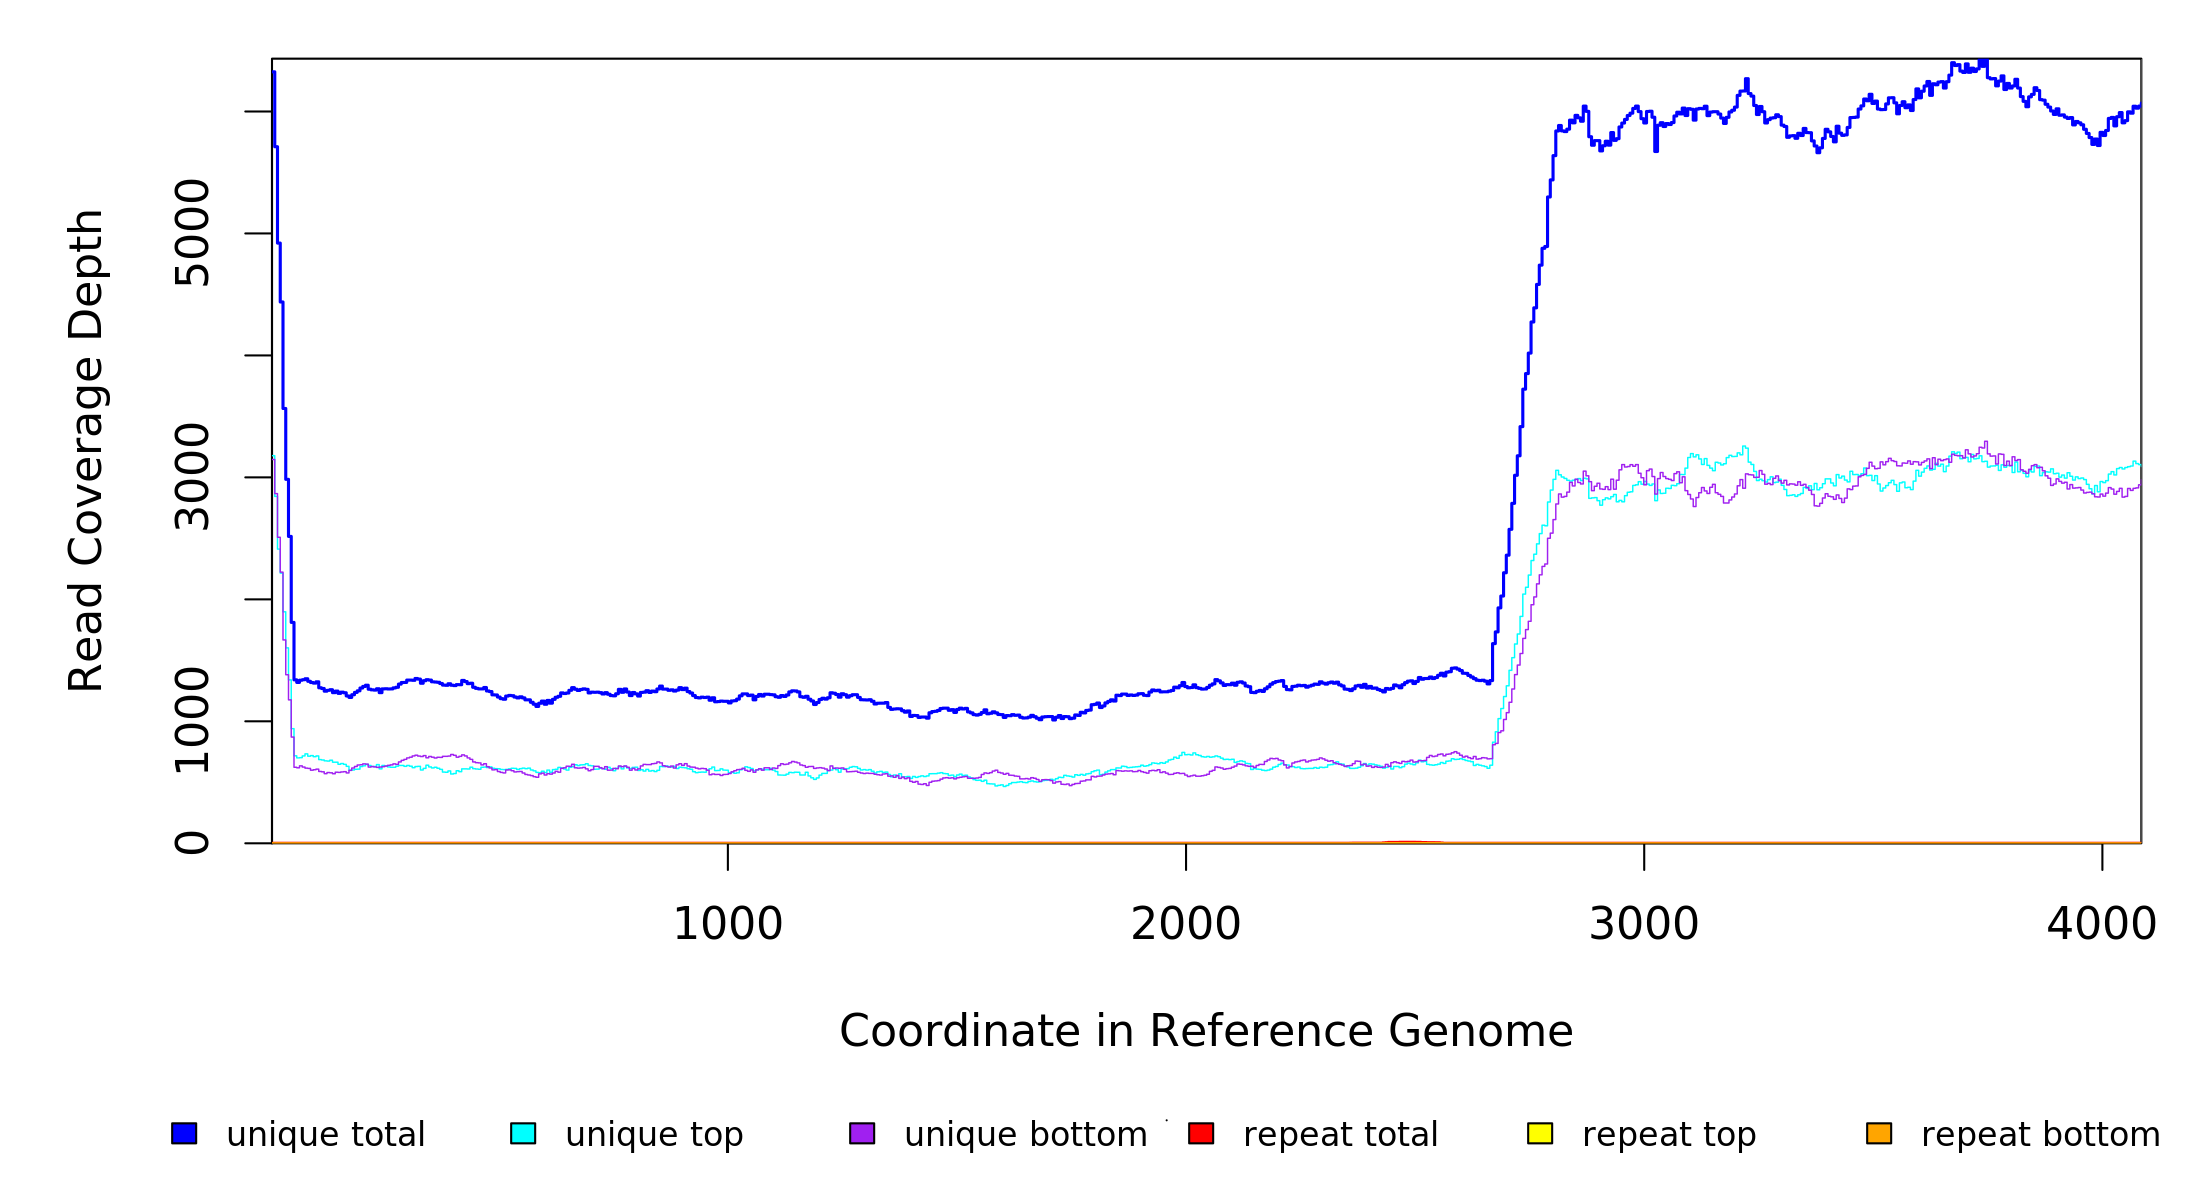 Read Coverage Depth
5000
3000
1000
0
1000 2000 3000 4000
Coordinate in Reference Genome
unique total unique top unique bottom repeat total repeat top repeat bottom